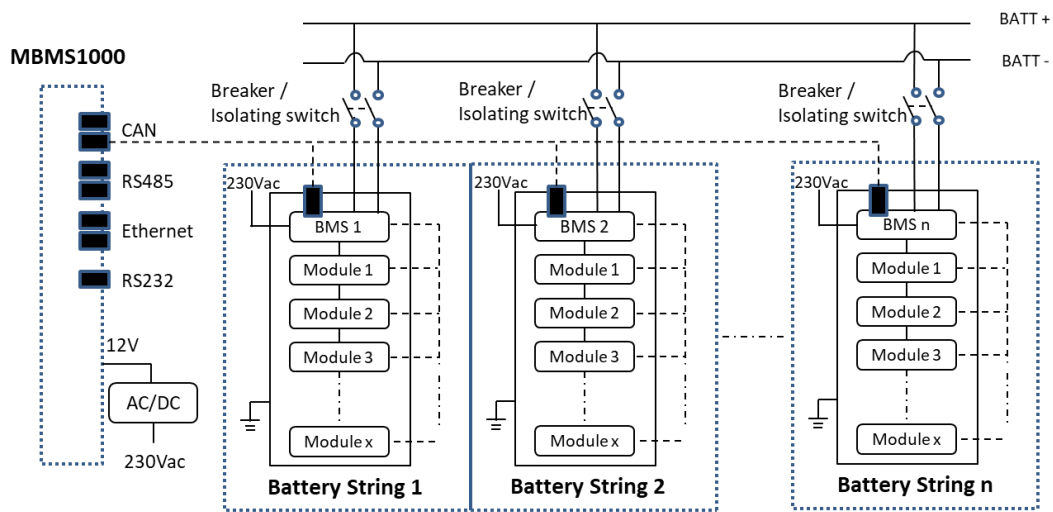 BATT +
MBMS1000
BATT -
Breaker /
Isolating switch
Breaker /
Isolating switch
Breaker /
Isolating switch
CAN
RS485
Ethernet
RS232
12V
AC/DC
230Vac
230Vac
BMS 1
Module 1
Module 2
Module 3
Module x
Battery String 1
230Vac
BMS 2
Module 1
Module 2
Module 3
Module x
Battery String 2
230Vac
BMS n
Module 1
Module 2
Module 3
Module x
Battery String n